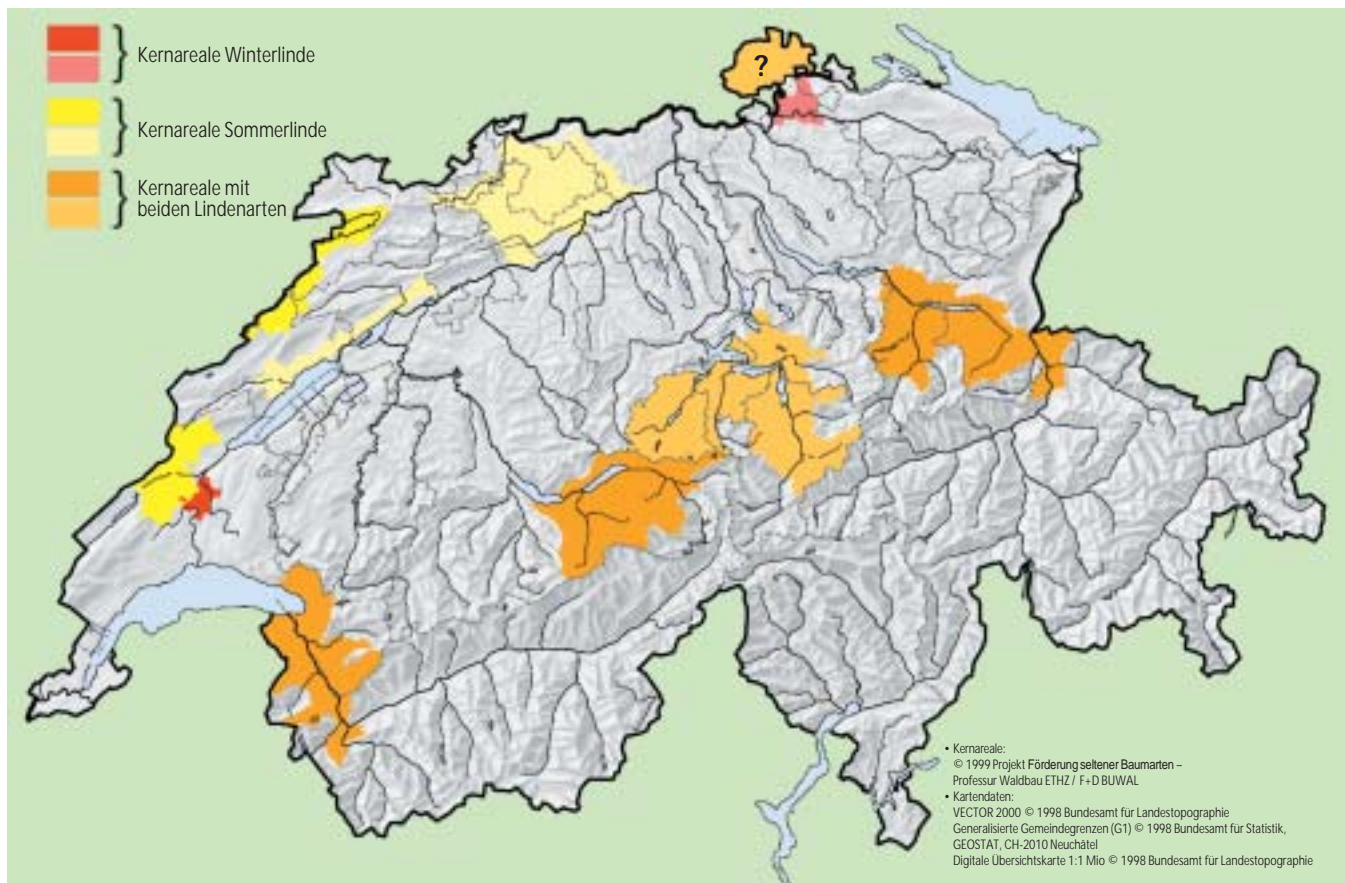 Kernareale Winterlinde
Kernareale Sommerlinde
Kernareale mit
beiden Lindenarten
?
• Kernareale:
© 1999 Projekt Förderung seltener Baumarten –
Professur Waldbau ETHZ / F+D BUWAL
• Kartendaten:
VECTOR 2000 © 1998 Bundesamt für Landestopographie
Generalisierte Gemeindegrenzen (G1) © 1998 Bundesamt für Statistik,
GEOSTAT, CH-2010 Neuchâtel
Digitale Übersichtskarte 1:1 Mio © 1998 Bundesamt für Landestopographie